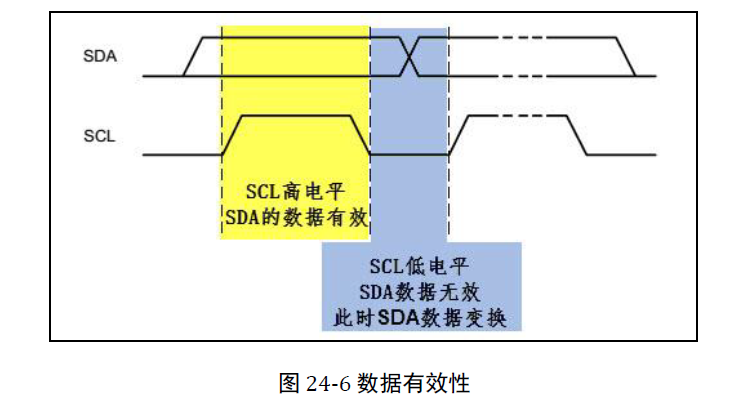 SDA
SCL
SCL高电平
SDA的数据有效
SCL低电平
SDA数据无效
此时SDA数据变换
图 24-6 数据有效性